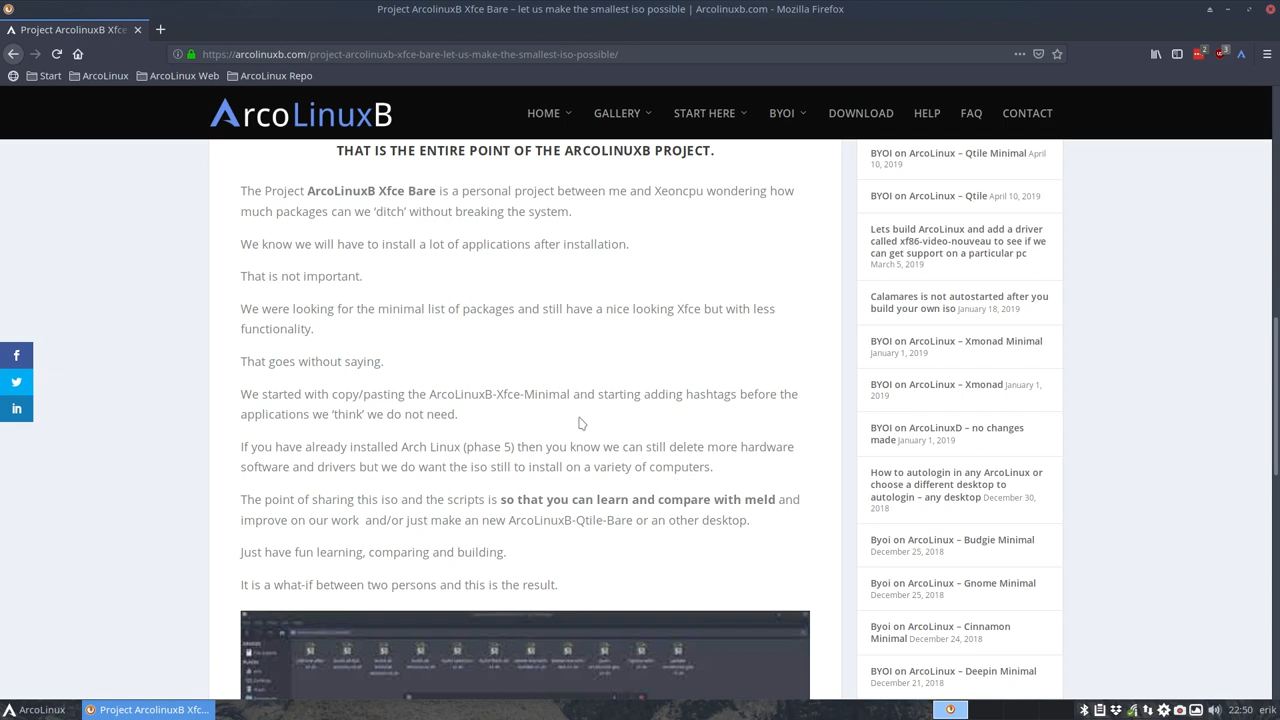 Project ArcolinuxB Xfce Bare – let us make the smallest iso possible | Arcolinuxb.com - Mozilla Firefox
Project ArcolinuxB Xfce
https://arcolinuxb.com/project-arcolinuxb-xfce-bare-let-us-make-the-smallest-iso-possible/
2
3
Start
ArcoLinux
ArcoLinux Web
ArcoLinux Repo
ArcoLinuxB
HOME
GALLERY
START HERE
BYOI
DOWNLOAD
HELP
FAQ
CONTACT
THAT IS THE ENTIRE POINT OF THE ARCOLINUXB PROJECT.
The Project ArcoLinuxB Xfce Bare is a personal project between me and Xeoncpu wondering how
much packages can we ‘ditch’ without breaking the system.
We know we will have to install a lot of applications after installation.
That is not important.
We were looking for the minimal list of packages and still have a nice looking Xfce but with less
functionality.
That goes without saying.
We started with copy/pasting the ArcoLinuxB-Xfce-Minimal and starting adding hashtags before the
applications we ‘think’ we do not need.
If you have already installed Arch Linux (phase 5) then you know we can still delete more hardware
software and drivers but we do want the iso still to install on a variety of computers.
The point of sharing this iso and the scripts is so that you can learn and compare with meld and
improve on our work and/or just make an new ArcoLinuxB-Qtile-Bare or an other desktop.
Just have fun learning, comparing and building.
It is a what-if between two persons and this is the result.
BYOI on ArcoLinux – Qtile Minimal April
10, 2019
BYOI on ArcoLinux – Qtile April 10, 2019
Lets build ArcoLinux and add a driver
called xf86-video-nouveau to see if we
can get support on a particular pc
March 5, 2019
Calamares is not autostarted after you
build your own iso January 18, 2019
BYOI on ArcoLinux – Xmonad Minimal
January 1, 2019
BYOI on ArcoLinux – Xmonad January 1,
2019
BYOI on ArcoLinuxD – no changes
made January 1, 2019
How to autologin in any ArcoLinux or
choose a different desktop to
autologin – any desktop December 30,
2018
Byoi on ArcoLinux – Budgie Minimal
December 25, 2018
Byoi on ArcoLinux – Gnome Minimal
December 25, 2018
Byoi on ArcoLinux – Cinnamon
Minimal December 24, 2018
Byoi on ArcoLinux – Deepin Minimal
December 21, 2018
ArcoLinux
Project ArcolinuxB Xfc...
22:50
erik